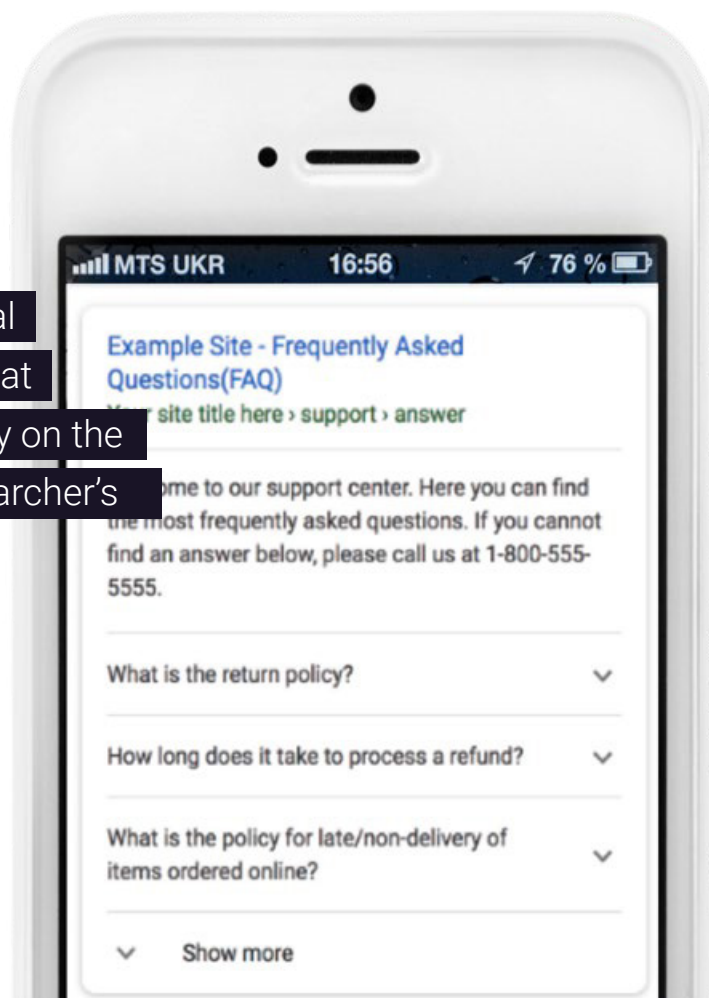 MTS UKR 16:56 76 %
al
at
y on the
archer's
Example Site - Frequently Asked
Questions(FAQ)
site title here › support › answer
ome to our support center. Here you can find
the most frequently asked questions. If you cannot
find an answer below, please call us at 1-800-555-
5555.
What is the return policy?
How long does it take to process a refund?
What is the policy for late/non-delivery of
items ordered online?
Show more